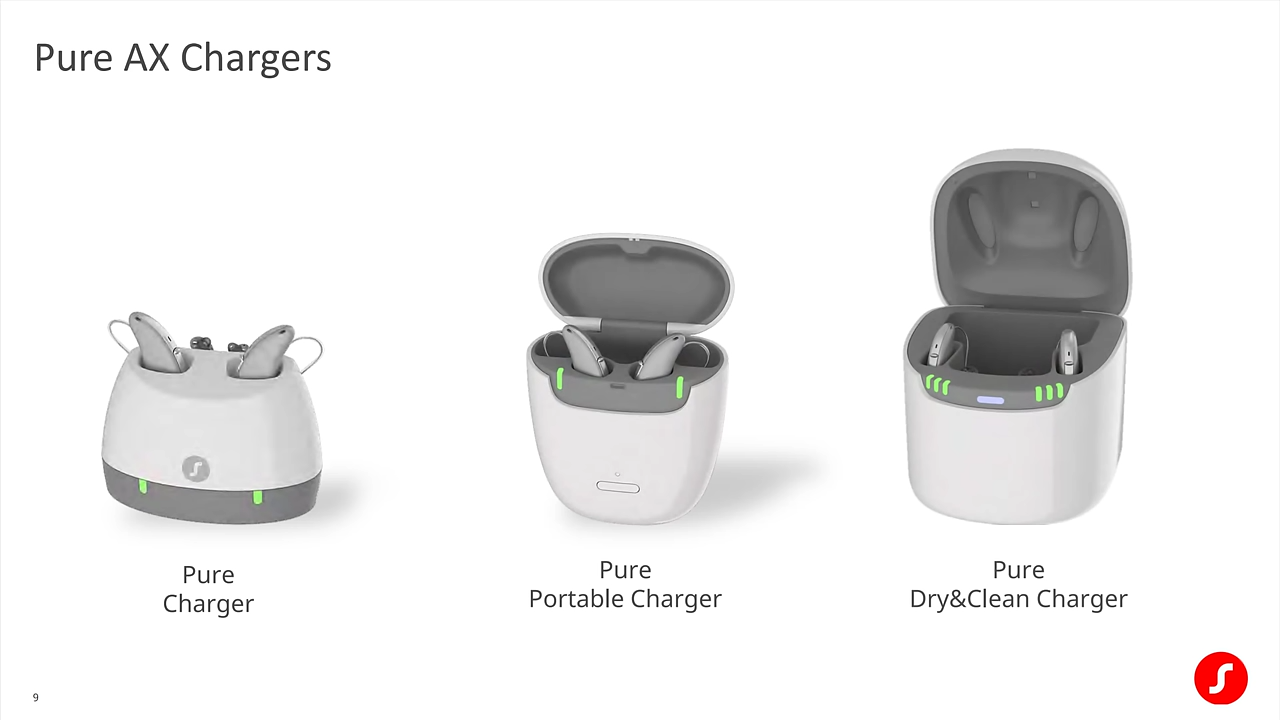 Pure AX Chargers
Pure
Charger
Pure
Portable Charger
Pure
Dry&Clean Charger
9